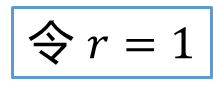 令 r = 1